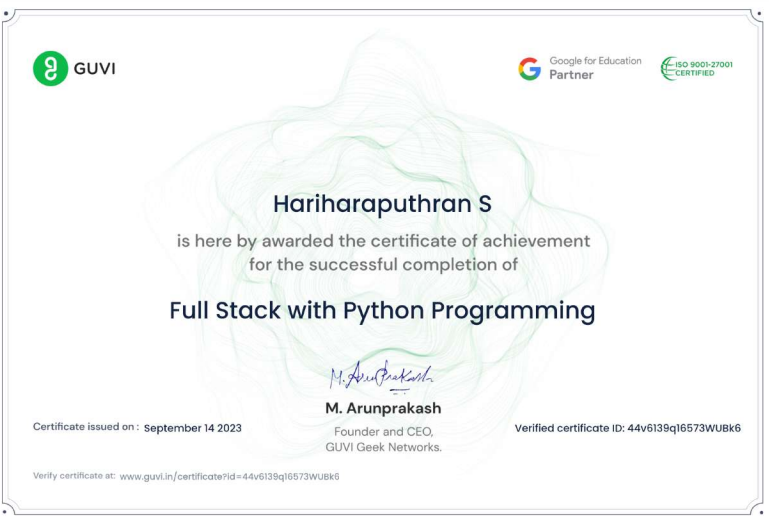 GUVI
Google for Education
Partner
ISO 9001-27001
CERTIFIED
Hariharaputhran S
is here by awarded the certificate of achievement
for the successful completion of
Full Stack with Python Programming
M. Arunprakash
M. Arunprakash
Certificate issued on : September 14 2023
Founder and CEO,
GUVI Geek Networks.
Verified certificate ID: 44v6139q16573WUBk6
Verify certificate at: www.guvi.in/certificate?id=44v6139q16573WUBk6